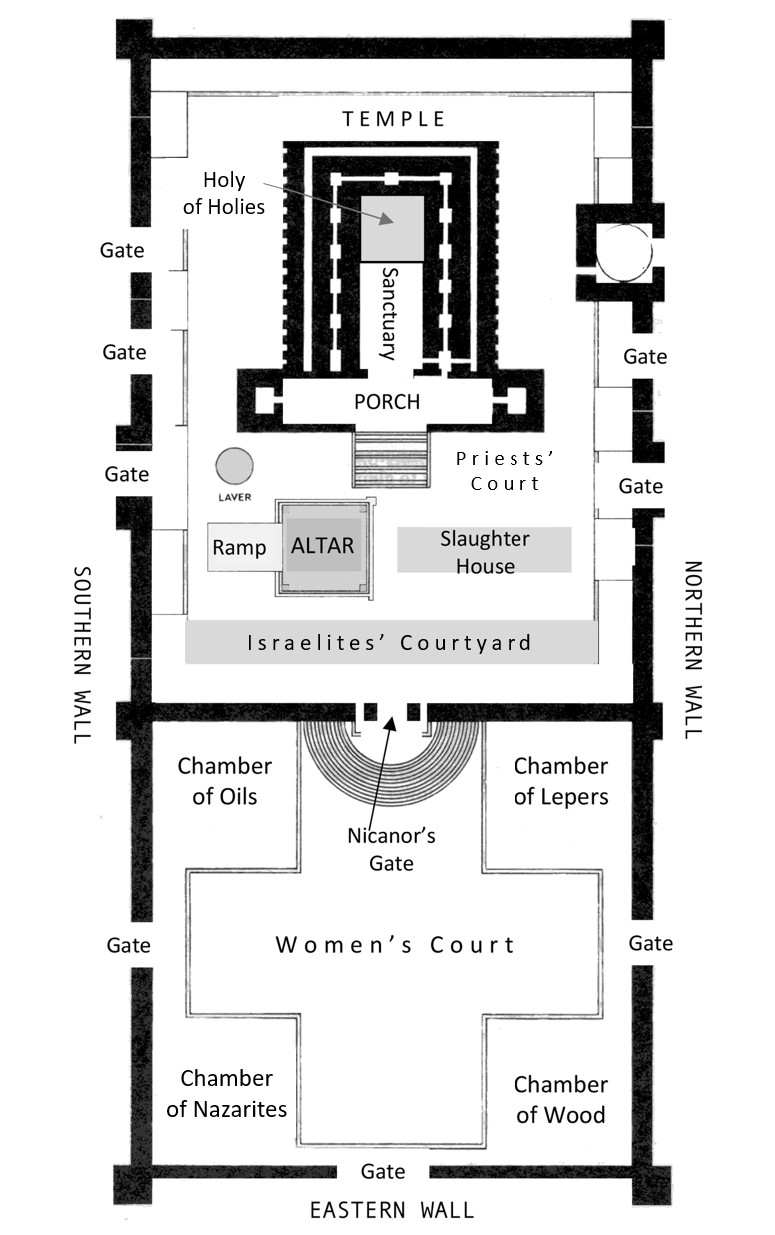 TEMPLE
Holy
of Holies
Gate
Sanctuary
Gate
Gate
PORCH
Gate
Priests'
Court
Gate
LAVER
Ramp
ALTAR
Slaughter
House
SOUTHERN WALL
NORTHERN WALL
Israelites' Courtyard
Chamber
of Oils
Chamber
of Lepers
Nicanor's
Gate
Gate
Women's Court
Gate
Chamber
of Nazarites
Chamber
of Wood
Gate
EASTERN WALL